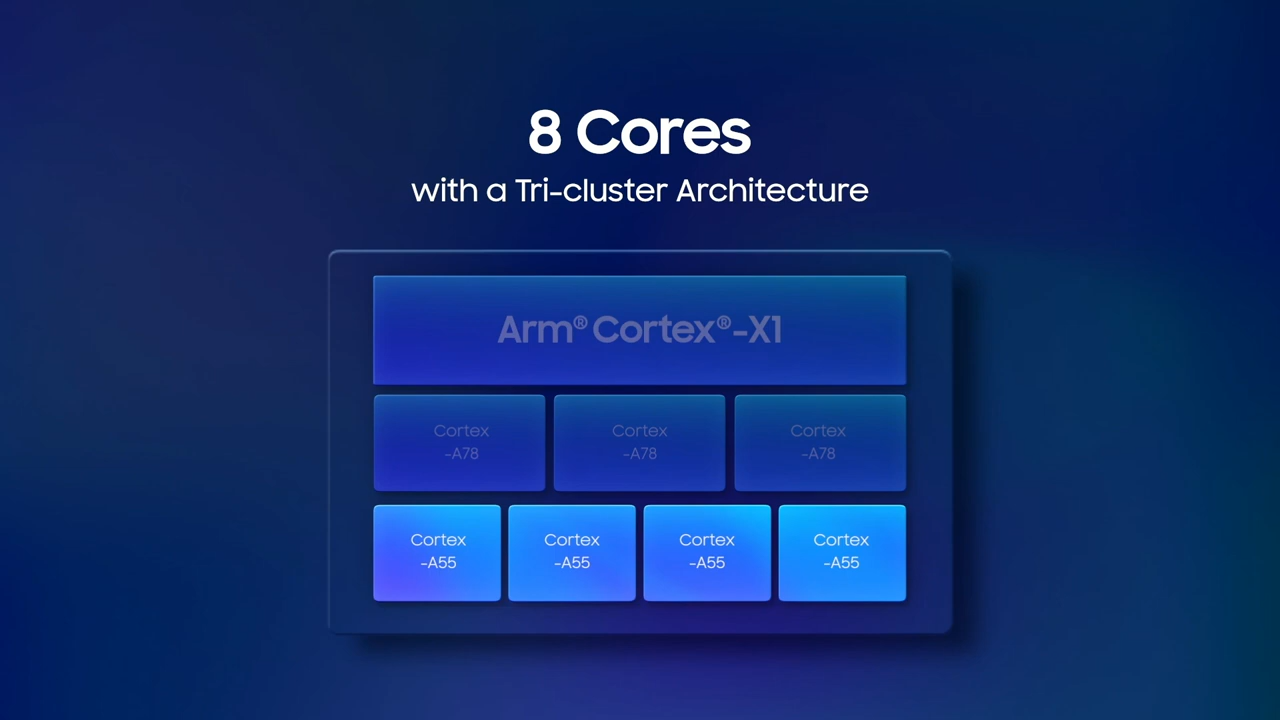 8 Cores
with a Tri-cluster Architecture
Arm® Cortex®-X1
Cortex
-A78
Cortex
-A78
Cortex
-A78
Cortex
-A55
Cortex
-A55
Cortex
-A55
Cortex
-A55